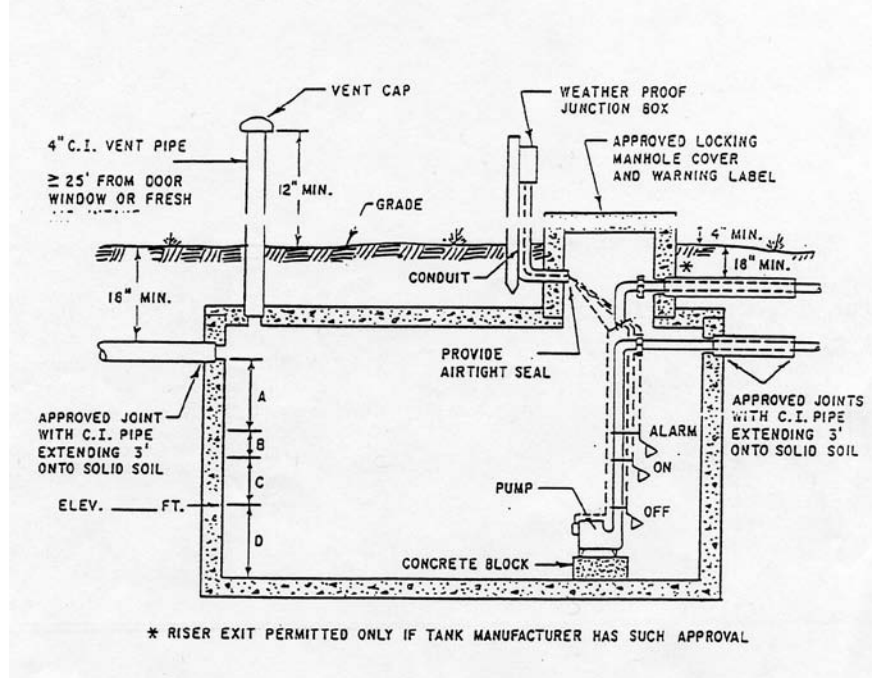 VENT CAP
WEATHER PROOF
JUNCTION BOX
4" C.I. VENT PIPE
≥ 25' FROM DOOR
WINDOW OR FRESH
12" MIN.
APPROVED LOCKING
MANHOLE COVER
AND WARNING LABEL
GRADE
4" MIN.
18" MIN.
*
18" MIN.
CONDUIT
PROVIDE
AIRTIGHT SEAL
APPROVED JOINT
WITH C.I. PIPE
EXTENDING 3'
ONTO SOLID SOIL
APPROVED JOINTS
WITH C.I. PIPE
EXTENDING 3'
ONTO SOLID SOIL
A
B
C
D
ELEV. ______ FT.
ALARM
ON
OFF
PUMP
CONCRETE BLOCK
* RISER EXIT PERMITTED ONLY IF TANK MANUFACTURER HAS SUCH APPROVAL